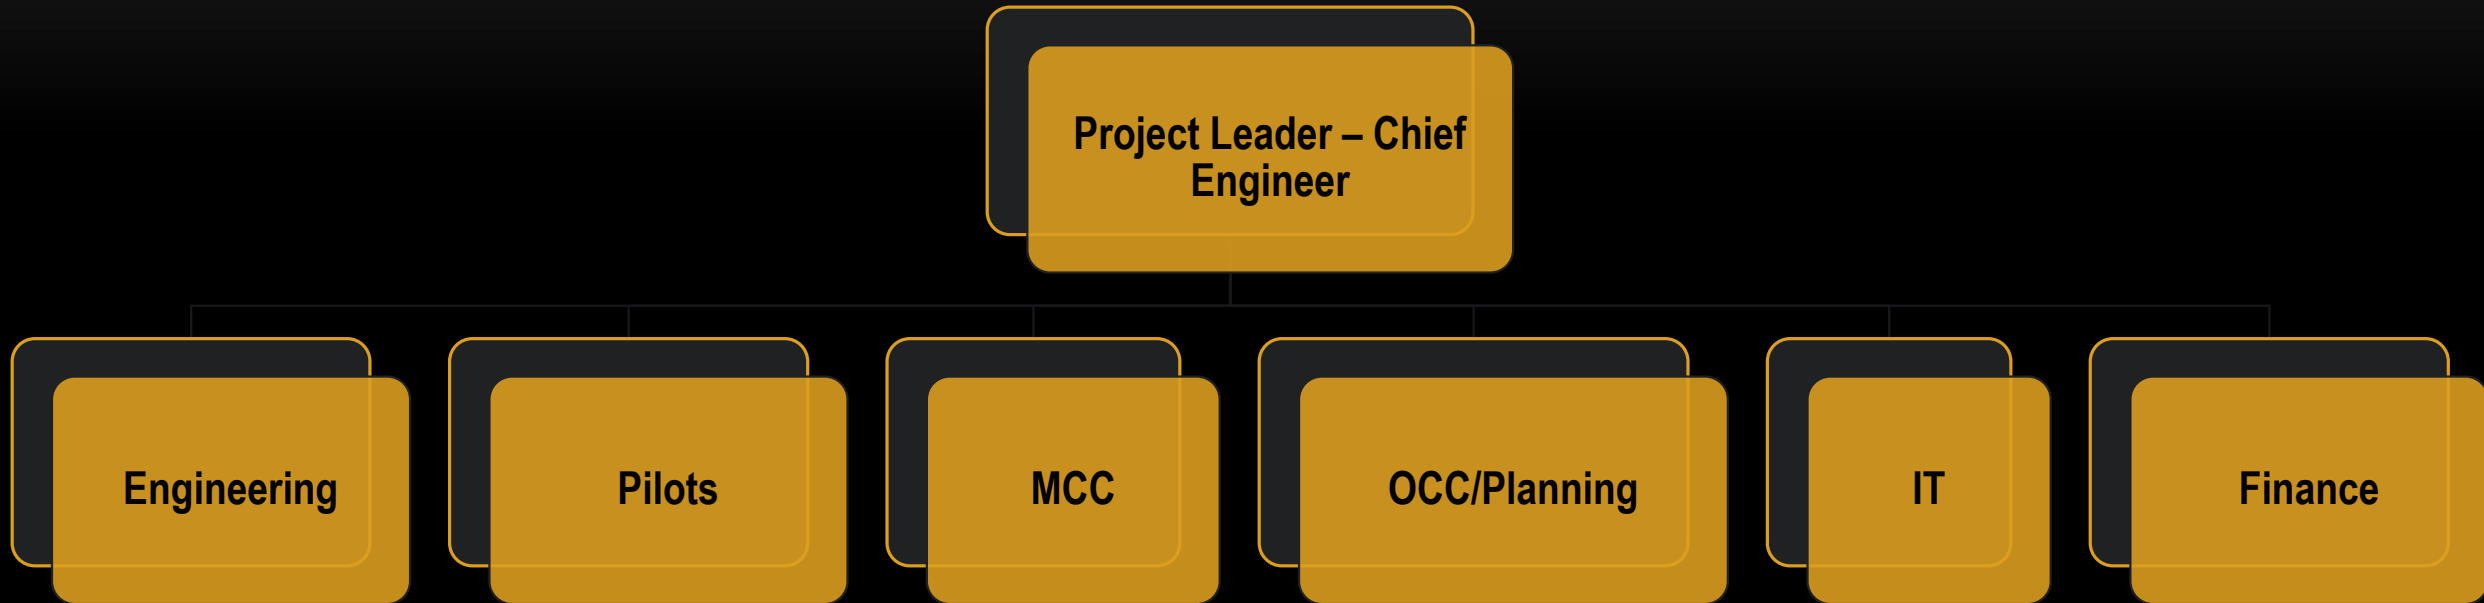 Project Leader – Chief
Engineer
Engineering
Pilots
MCC
OCC/Planning
IT
Finance